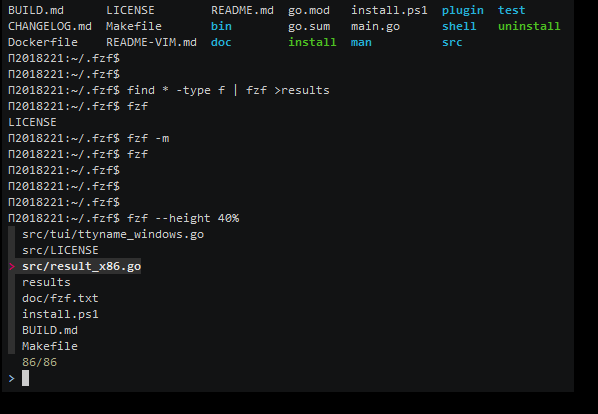 BUILD.md LICENSE README.md go.mod install.ps1 plugin test
CHANGELOG.md Makefile bin go.sum main.go shell uninstall
Dockerfile README-VIM.md doc install man src
П2018221:~/.fzf$
П2018221:~/.fzf$
П2018221:~/.fzf$ find * -type f | fzf >results
П2018221:~/.fzf$ fzf
LICENSE
П2018221:~/.fzf$ fzf -m
П2018221:~/.fzf$ fzf
П2018221:~/.fzf$
П2018221:~/.fzf$
П2018221:~/.fzf$
П2018221:~/.fzf$ fzf --height 40%
src/tui/ttyname_windows.go
src/LICENSE
> src/result_x86.go
results
doc/fzf.txt
install.ps1
BUILD.md
Makefile
86/86
>